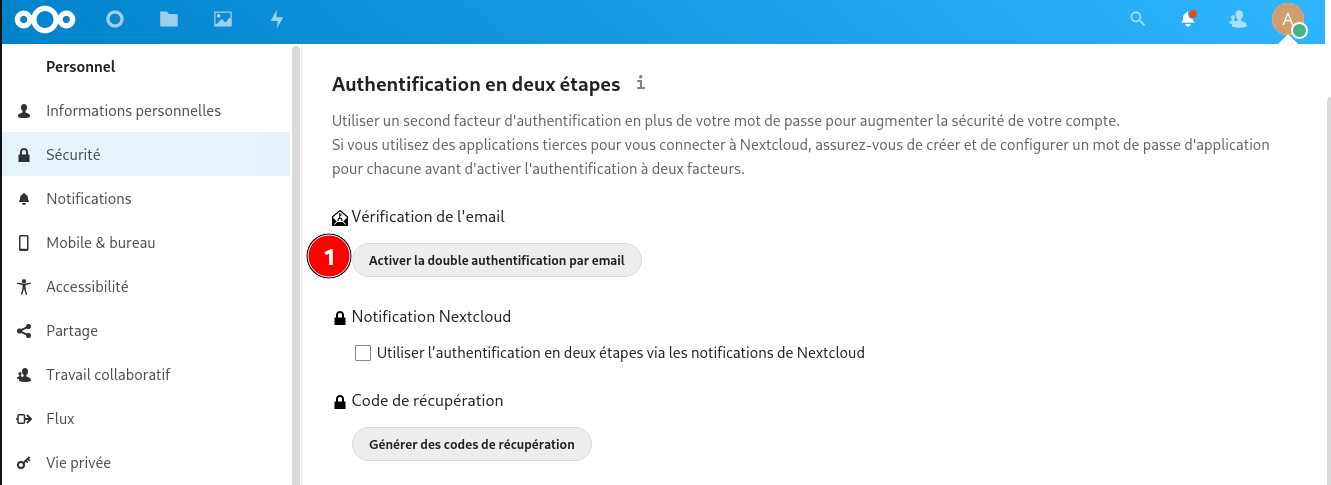 A
Personnel
Informations personnelles
Sécurité
Notifications
Mobile & bureau
Accessibilité
Partage
Travail collaboratif
Flux
Vie privée
Authentification en deux étapes i
Utiliser un second facteur d'authentification en plus de votre mot de passe pour augmenter la sécurité de votre compte.
Si vous utilisez des applications tierces pour vous connecter à Nextcloud, assurez-vous de créer et de configurer un mot de passe d'application
pour chacune avant d'activer l'authentification à deux facteurs.
Vérification de l'email
1
Activer la double authentification par email
Notification Nextcloud
Utiliser l’authentification en deux étapes via les notifications de Nextcloud
Code de récupération
Générer des codes de récupération